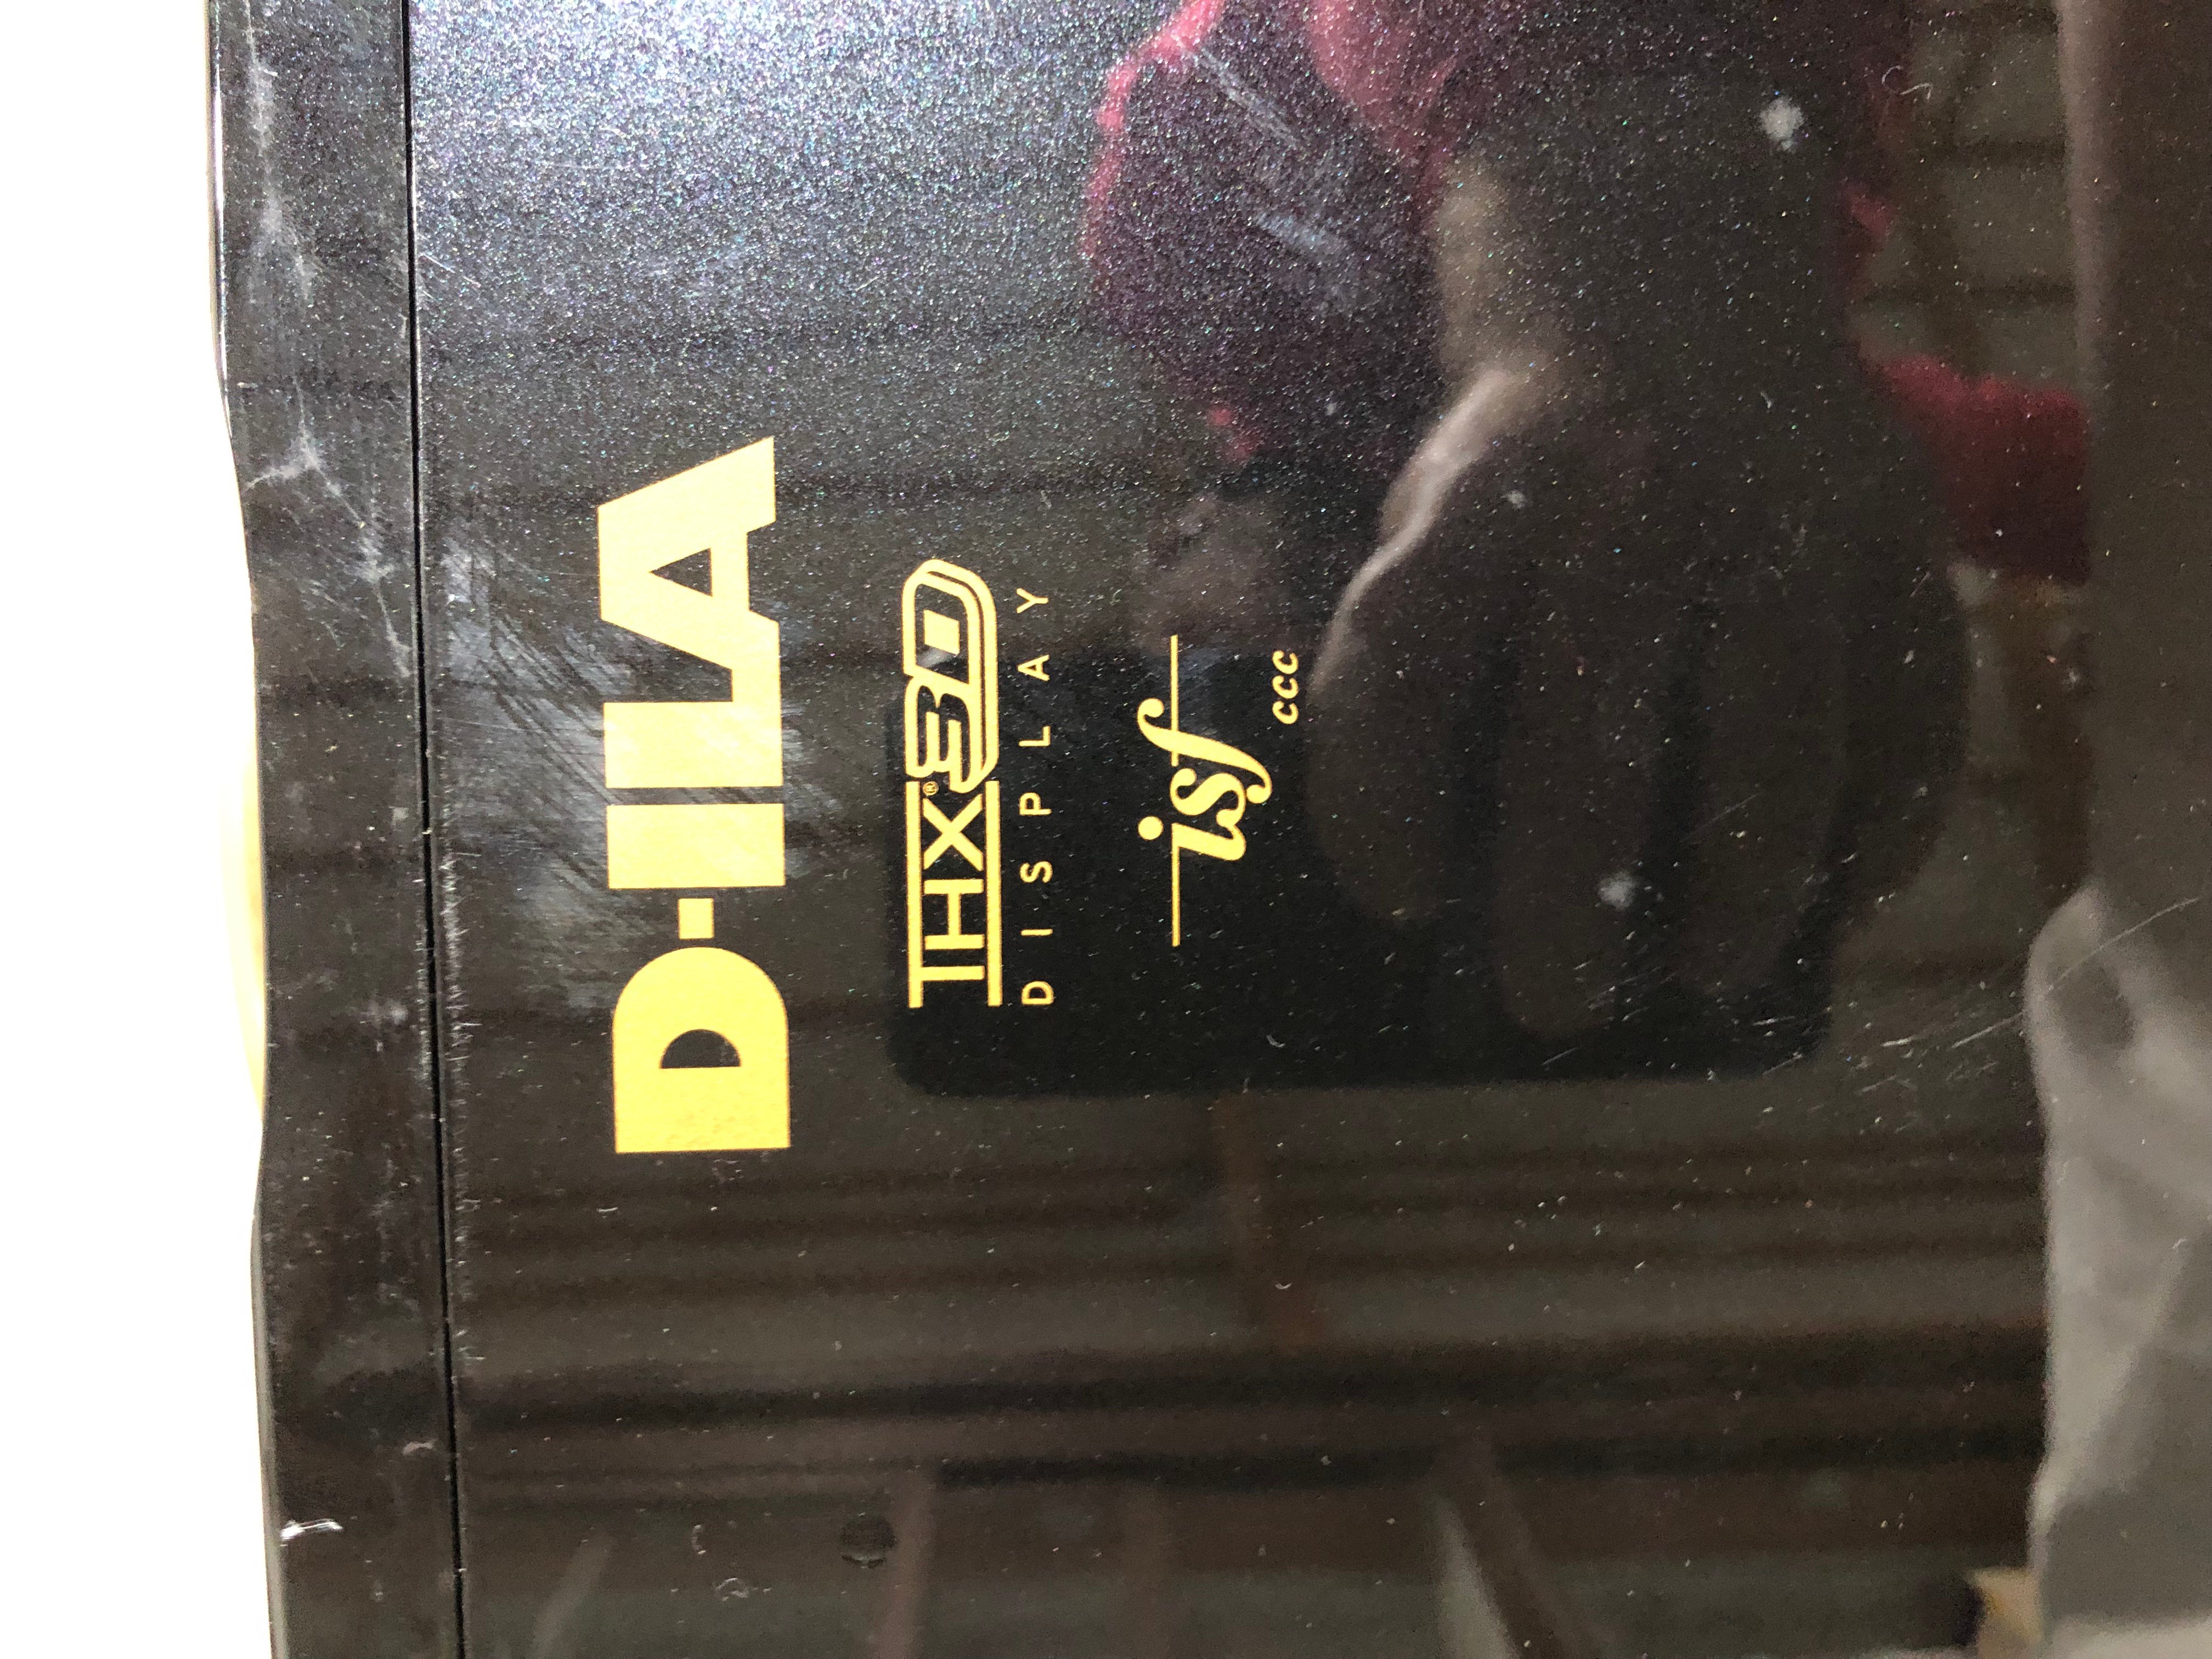 D-ILA
THX® 3D
DISPLAY
isf
ccc